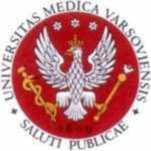 UNIVERSITAS MEDICA VARSOVIENSIS
SALUTI PUBLICAE
1809